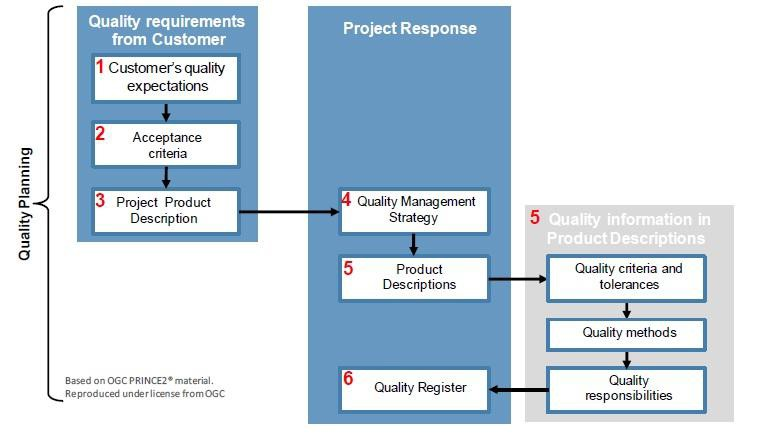 Quality Planning
Quality requirements
from Customer
1 Customer's quality
expectations
2 Acceptance
criteria
3 Project Product
Description
Project Response
4 Quality Management
Strategy
5 Product
Descriptions
6 Quality Register
5 Quality information in
Product Descriptions
Quality criteria and
tolerances
Quality methods
Quality
responsibilities
Based on OGC PRINCE2® material.
Reproduced under license from OGC